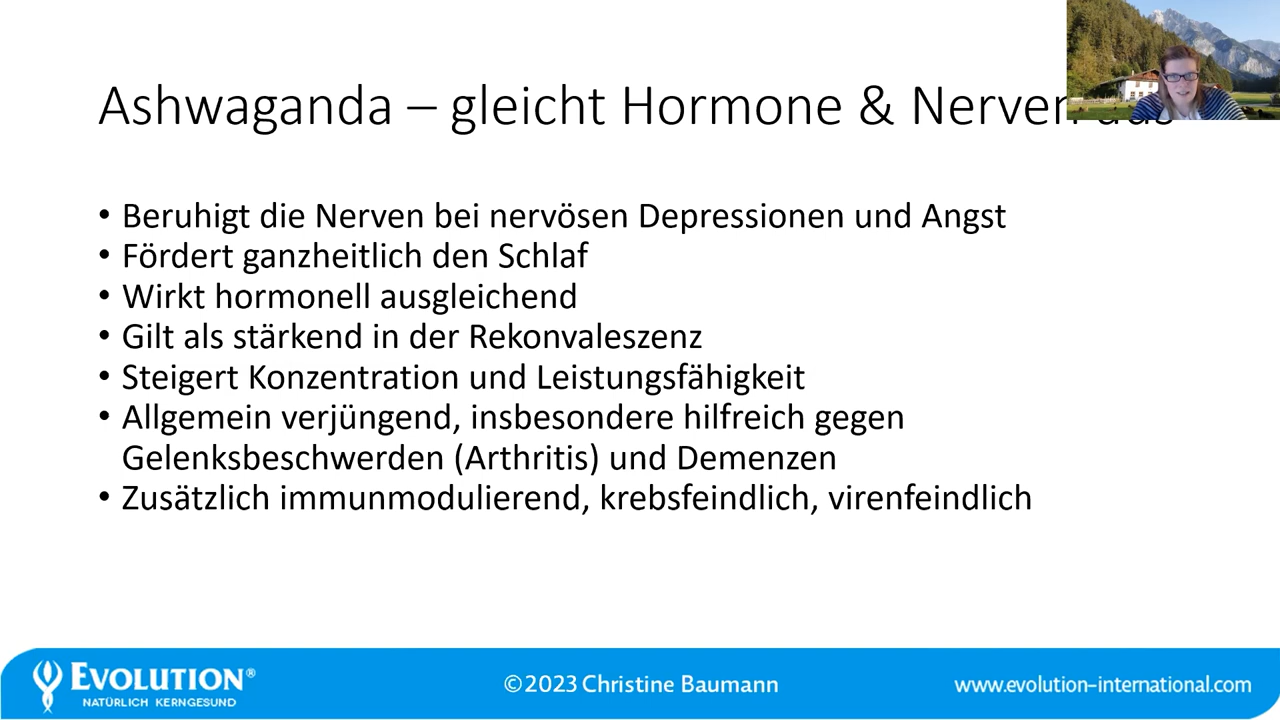 Ashwaganda – gleicht Hormone & Nerven aus
• Beruhigt die Nerven bei nervösen Depressionen und Angst
• Fördert ganzheitlich den Schlaf
• Wirkt hormonell ausgleichend
• Gilt als stärkend in der Rekonvaleszenz
• Steigert Konzentration und Leistungsfähigkeit
• Allgemein verjüngend, insbesondere hilfreich gegen
Gelenksbeschwerden (Arthritis) und Demenzen
• Zusätzlich immunmodulierend, krebsfeindlich, virenfeindlich
EVOLUTION®
NATÜRLICH KERNGESUND
©2023 Christine Baumann
www.evolution-international.com